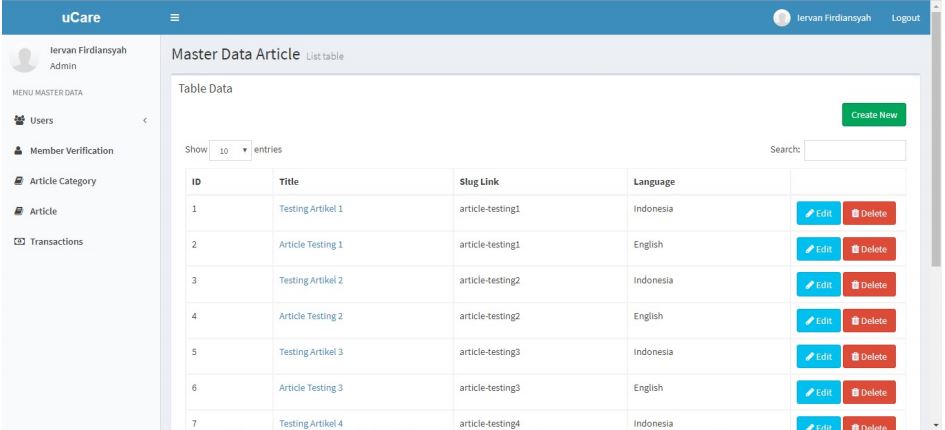 uCare
Iervan Firdiansyah Logout
Iervan Firdiansyah
Admin
MENU MASTER DATA
Users
Member Verification
Article Category
Article
Transactions
Master Data Article List table
Table Data
Create New
Show 10 entries Search:
ID Title Slug Link Language
1 Testing Artikel 1 article-testing1 Indonesia Edit Delete
2 Article Testing 1 article-testing1 English Edit Delete
3 Testing Artikel 2 article-testing2 Indonesia Edit Delete
4 Article Testing 2 article-testing2 English Edit Delete
5 Testing Artikel 3 article-testing3 Indonesia Edit Delete
6 Article Testing 3 article-testing3 English Edit Delete
7 Testing Artikel 4 article-testing4 Indonesia Edit Delete